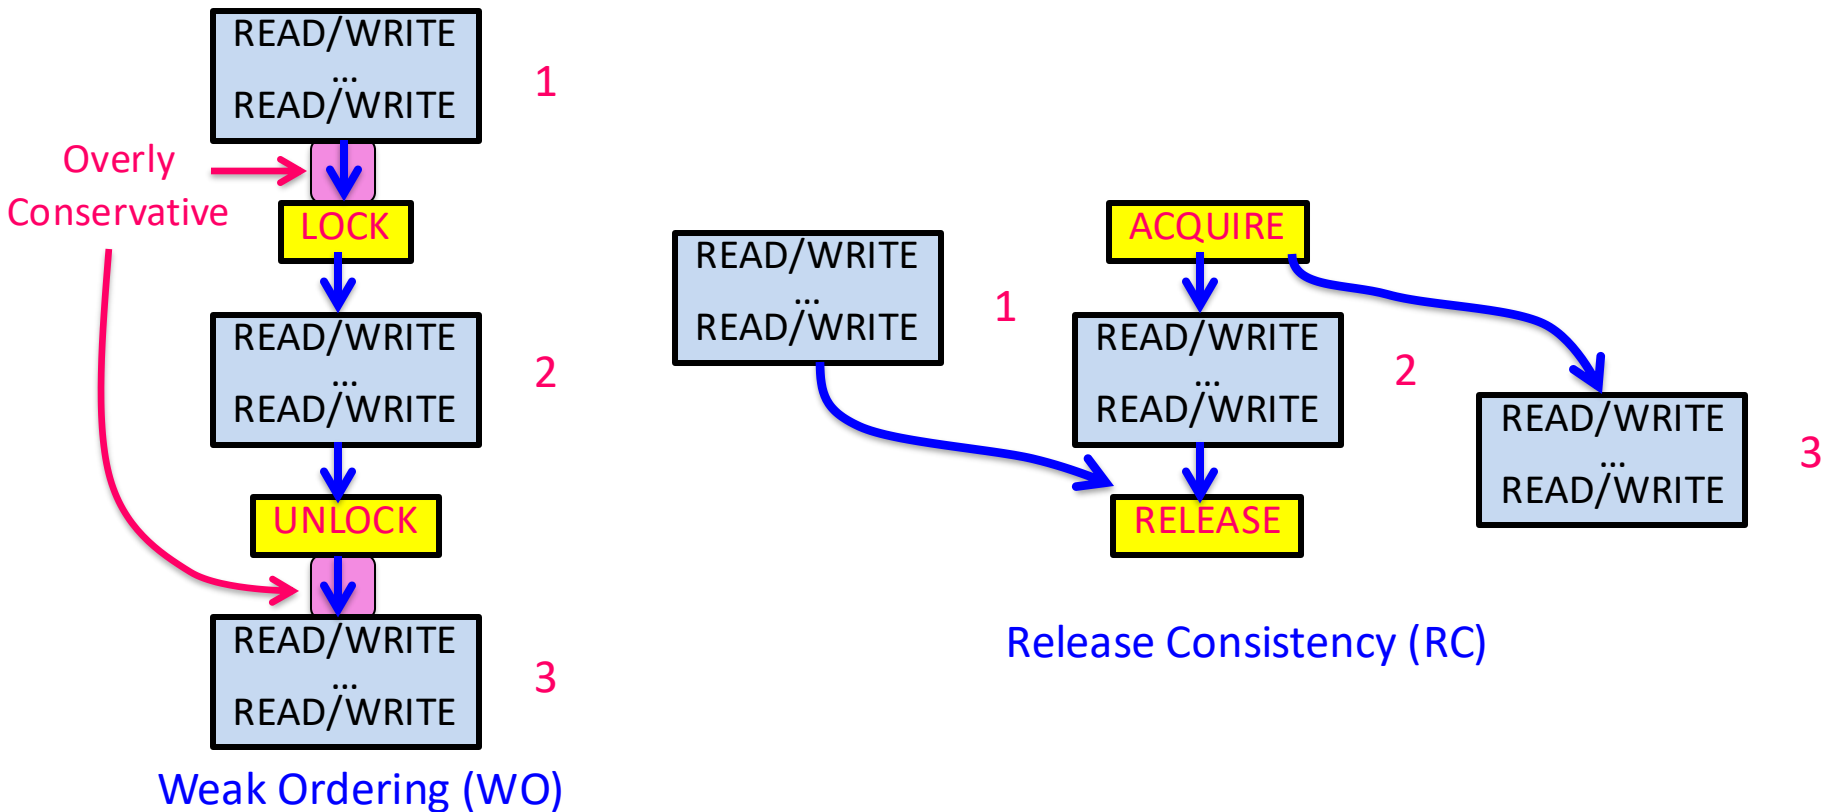 READ/WRITE
...
READ/WRITE
1
Overly
Conservative
LOCK
READ/WRITE
...
READ/WRITE
2
UNLOCK
READ/WRITE
...
READ/WRITE
3
Weak Ordering (WO)
READ/WRITE
...
READ/WRITE
1
ACQUIRE
READ/WRITE
...
READ/WRITE
2
RELEASE
READ/WRITE
...
READ/WRITE
3
Release Consistency (RC)